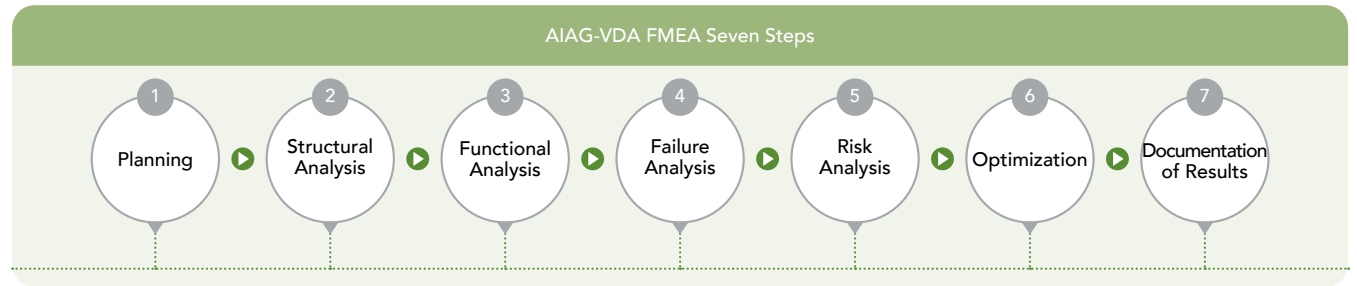 AIAG-VDA FMEA Seven Steps
1
Planning
2
Structural
Analysis
3
Functional
Analysis
4
Failure
Analysis
5
Risk
Analysis
6
Optimization
7
Documentation
of Results